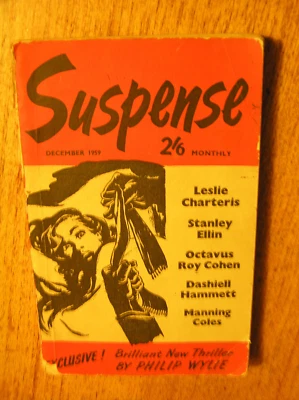 Suspense
DECEMBER 1959
2'6 MONTHLY
Leslie
Charteris
Stanley
Ellin
Octavus
Roy Cohen
Dashiell
Hammett
Manning
Coles
XCLUSIVE! Brilliant New Thriller
BY PHILIP WYLIE